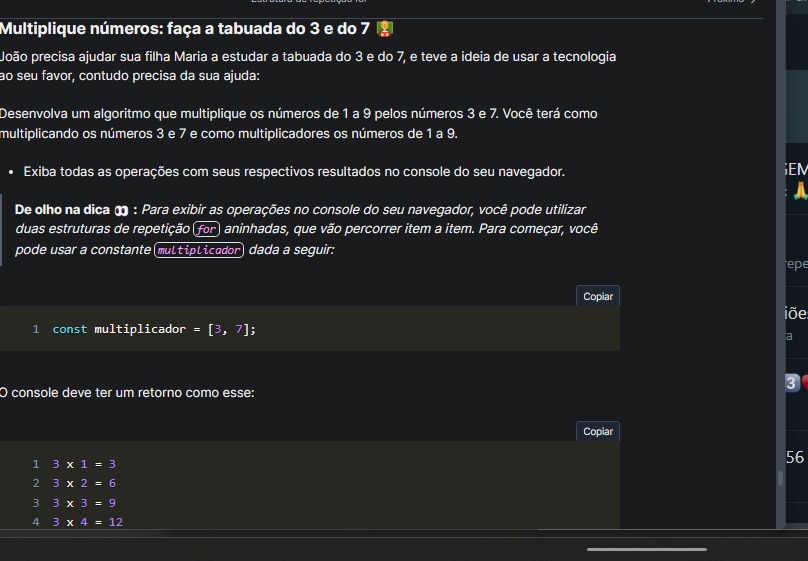 Estrutura de repetição for
Próximo
Multiplique números: faça a tabuada do 3 e do 7
João precisa ajudar sua filha Maria a estudar a tabuada do 3 e do 7, e teve a ideia de usar a tecnologia
ao seu favor, contudo precisa da sua ajuda:
Desenvolva um algoritmo que multiplique os números de 1 a 9 pelos números 3 e 7. Você terá como
multiplicando os números 3 e 7 e como multiplicadores os números de 1 a 9.
• Exiba todas as operações com seus respectivos resultados no console do seu navegador.
De olho na dica 👀 : Para exibir as operações no console do seu navegador, você pode utilizar
duas estruturas de repetição for aninhadas, que vão percorrer item a item. Para começar, você
pode usar a constante multiplicador dada a seguir:
Copiar
1 const multiplicador = [3, 7];
O console deve ter um retorno como esse:
Copiar
1 3 x 1 = 3
2 3 x 2 = 6
3 3 x 3 = 9
4 3 x 4 = 12
GEM
repe
iõe
a
3
56